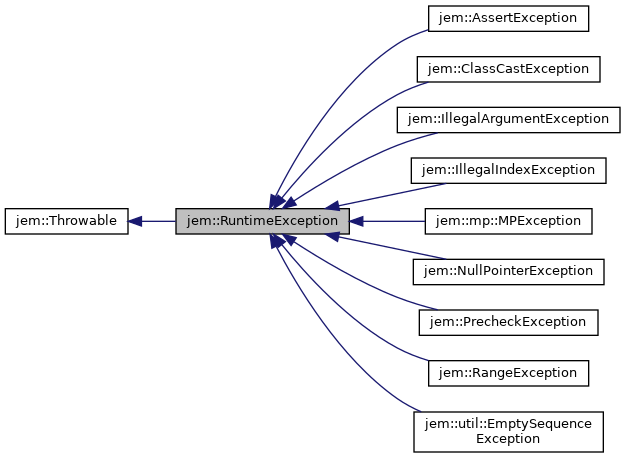 jem::AssertException
jem::ClassCastException
jem::IllegalArgumentException
jem::IllegalIndexException
jem::Throwable
jem::RuntimeException
jem::mp::MPException
jem::NullPointerException
jem::PrecheckException
jem::RangeException
jem::util::EmptySequence
Exception